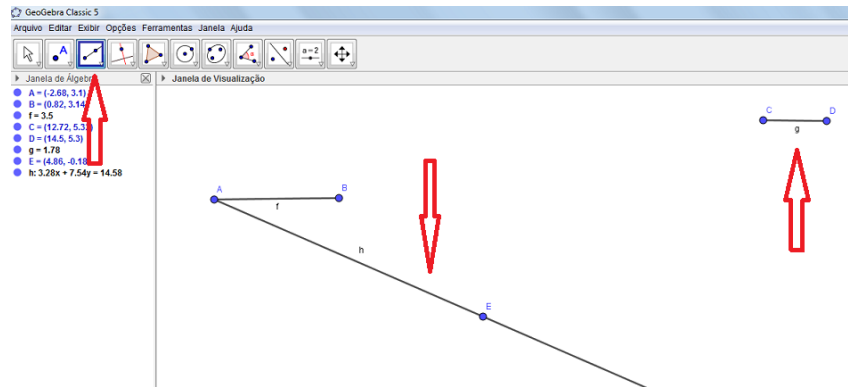 GeoGebra Classic 5
Arquivo Editar Exibir Opções Ferramentas Janela Ajuda
A
a=2
Janela de Álgebra
Janela de Visualização
A = (-2.68, 3.1)
B = (0.82, 3.14)
f = 3.5
C = (12.72, 5.32)
D = (14.5, 5.3)
g = 1.78
E = (4.86, -0.18)
h: 3.28x + 7.54y = 14.58
C
D
g
A
B
f
h
E